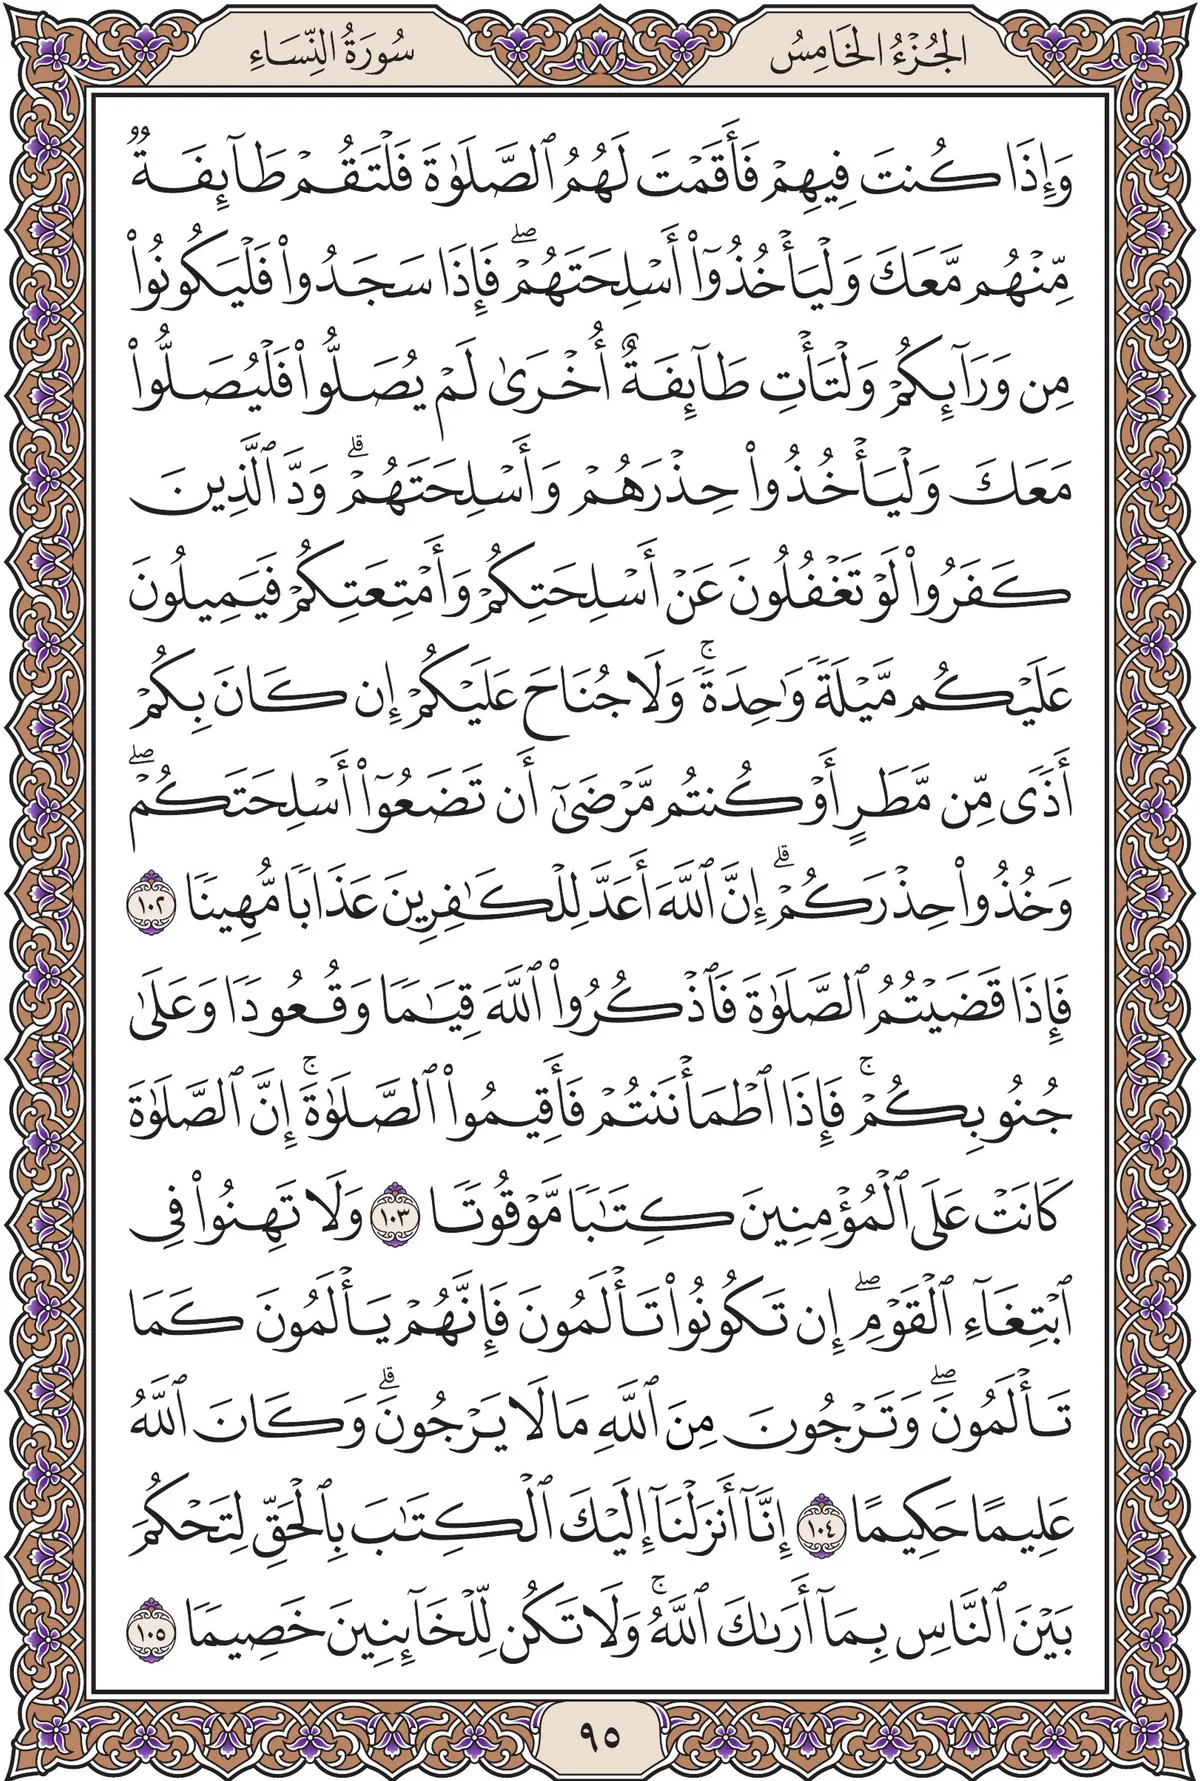 الجُزْءُ الخَامِسُ
سُورَةُ النِّسَاءِ
وَإِذَا كُنتَ فِيهِمْ فَأَقَمْتَ لَهُمُ ٱلصَّلَوٰةَ فَلْتَقُمْ طَآئِفَةٌ
مِّنْهُم مَّعَكَ وَلْيَأْخُذُوٓاْ أَسْلِحَتَهُمْۖ فَإِذَا سَجَدُواْ فَلْيَكُونُواْ
مِن وَرَآئِكُمْ وَلْتَأْتِ طَآئِفَةٌ أُخْرَىٰ لَمْ يُصَلُّواْ فَلْيُصَلُّواْ
مَعَكَ وَلْيَأْخُذُواْ حِذْرَهُمْ وَأَسْلِحَتَهُمْۗ وَدَّ ٱلَّذِينَ
كَفَرُواْ لَوْ تَغْفُلُونَ عَنْ أَسْلِحَتِكُمْ وَأَمْتِعَتِكُمْ فَيَمِيلُونَ
عَلَيْكُم مَّيْلَةً وَٰحِدَةًۚ وَلَا جُنَاحَ عَلَيْكُمْ إِن كَانَ بِكُمْ
أَذًى مِّن مَّطَرٍ أَوْ كُنتُم مَّرْضَىٰٓ أَن تَضَعُوٓاْ أَسْلِحَتَكُمْۖ
وَخُذُواْ حِذْرَكُمْۗ إِنَّ ٱللَّهَ أَعَدَّ لِلْكَٰفِرِينَ عَذَابًا مُّهِينًا ١٠٢
فَإِذَا قَضَيْتُمُ ٱلصَّلَوٰةَ فَٱذْكُرُواْ ٱللَّهَ قِيَٰمًا وَقُعُودًا وَعَلَىٰ
جُنُوبِكُمْۚ فَإِذَا ٱطْمَأْنَنتُمْ فَأَقِيمُواْ ٱلصَّلَوٰةَۚ إِنَّ ٱلصَّلَوٰةَ
كَانَتْ عَلَى ٱلْمُؤْمِنِينَ كِتَٰبًا مَّوْقُوتًا ١٠٣ وَلَا تَهِنُواْ فِي
ٱبْتِغَآءِ ٱلْقَوْمِۖ إِن تَكُونُواْ تَأْلَمُونَ فَإِنَّهُمْ يَأْلَمُونَ كَمَا
تَأْلَمُونَۖ وَتَرْجُونَ مِنَ ٱللَّهِ مَا لَا يَرْجُونَۗ وَكَانَ ٱللَّهُ
عَلِيمًا حَكِيمًا ١٠٤ إِنَّآ أَنزَلْنَآ إِلَيْكَ ٱلْكِتَٰبَ بِٱلْحَقِّ لِتَحْكُمَ
بَيْنَ ٱلنَّاسِ بِمَآ أَرَىٰكَ ٱللَّهُۚ وَلَا تَكُن لِّلْخَآئِنِينَ خَصِيمًا ١٠٥
٩٥